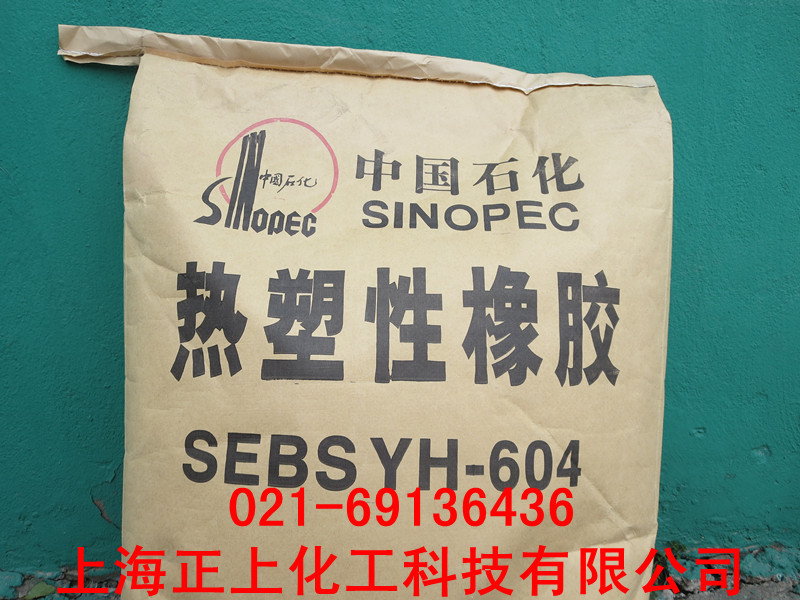 中国石化
SINOPEC
中国石化
SINOPEC
热塑性橡胶
SEBS YH-604
021-69136436
上海正上化工科技有限公司